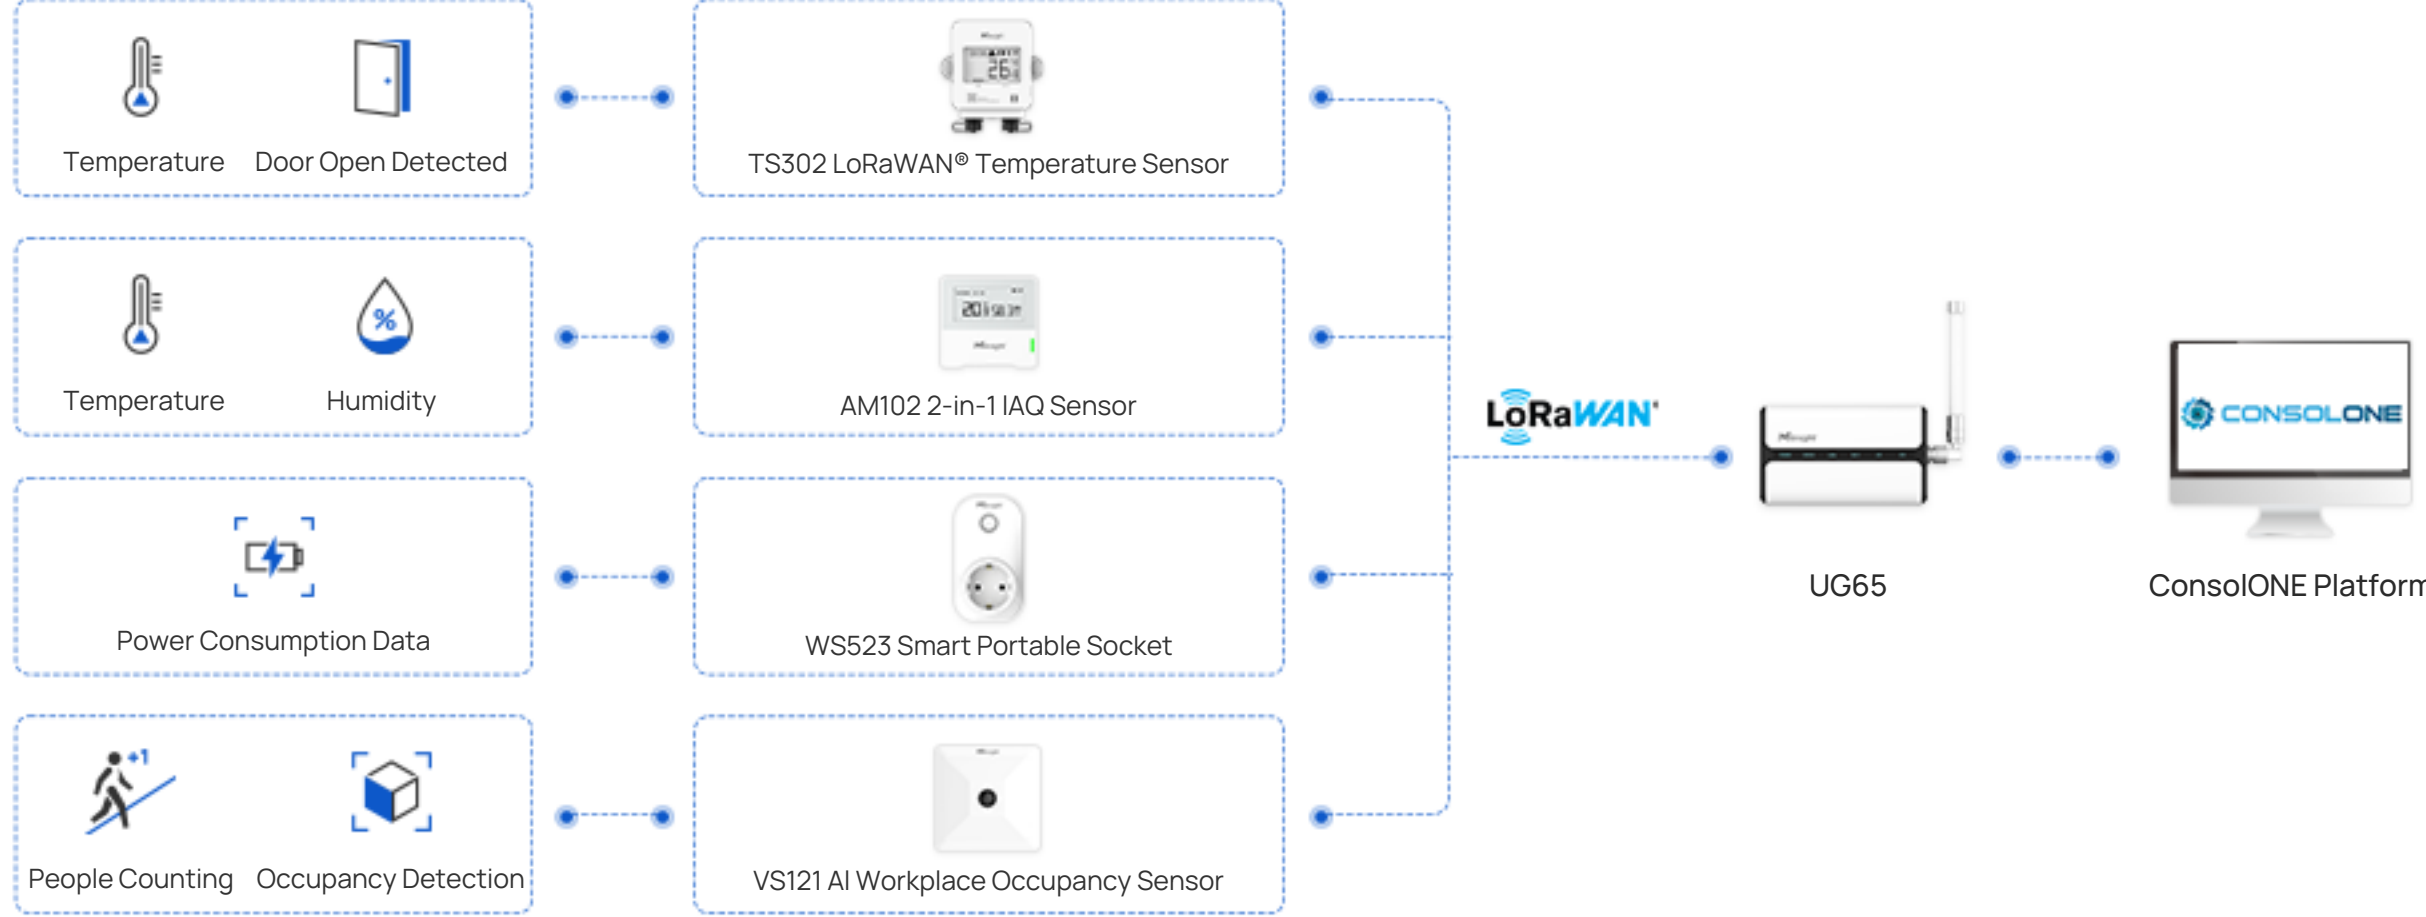 Temperature
Door Open Detected
TS302 LoRaWAN® Temperature Sensor
Temperature
%
Humidity
AM102 2-in-1 IAQ Sensor
LoRaWAN®
CONSOLONE
Power Consumption Data
WS523 Smart Portable Socket
UG65
ConsolONE Platform
+1
People Counting
Occupancy Detection
VS121 AI Workplace Occupancy Sensor